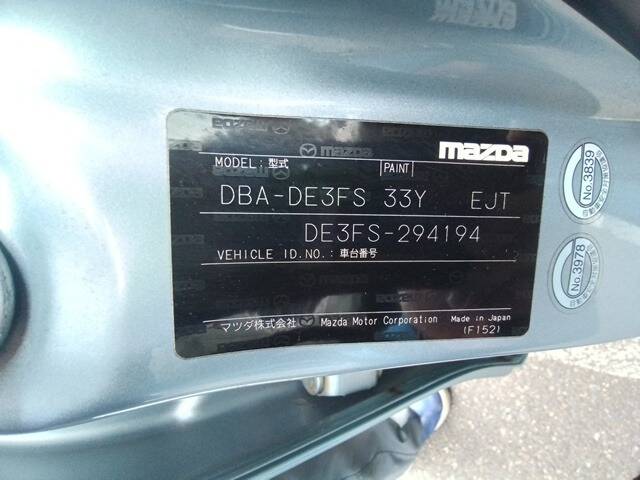 mazda
MODEL: 型式 PAINT
DBA-DE3FS 33Y EJT
DE3FS-294194
VEHICLE ID.NO.: 車台番号
マツダ株式会社 Mazda Motor Corporation Made in Japan
(F152)
No.3839
No.3978